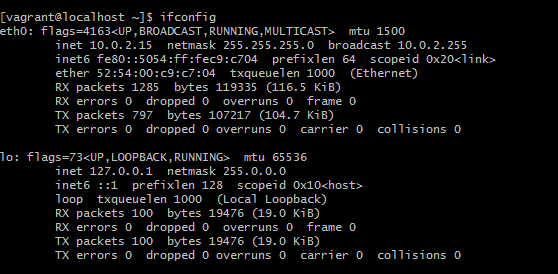 [vagrant@localhost ~]$ ifconfig
eth0: flags=4163<UP,BROADCAST,RUNNING,MULTICAST>  mtu 1500
        inet 10.0.2.15  netmask 255.255.255.0  broadcast 10.0.2.255
        inet6 fe80::5054:ff:fec9:c704  prefixlen 64  scopeid 0x20<link>
        ether 52:54:00:c9:c7:04  txqueuelen 1000  (Ethernet)
        RX packets 1285  bytes 119335 (116.5 KiB)
        RX errors 0  dropped 0  overruns 0  frame 0
        TX packets 797  bytes 107217 (104.7 KiB)
        TX errors 0  dropped 0 overruns 0  carrier 0  collisions 0

lo: flags=73<UP,LOOPBACK,RUNNING>  mtu 65536
        inet 127.0.0.1  netmask 255.0.0.0
        inet6 ::1  prefixlen 128  scopeid 0x10<host>
        loop  txqueuelen 1000  (Local Loopback)
        RX packets 100  bytes 19476 (19.0 KiB)
        RX errors 0  dropped 0  overruns 0  frame 0
        TX packets 100  bytes 19476 (19.0 KiB)
        TX errors 0  dropped 0 overruns 0  carrier 0  collisions 0